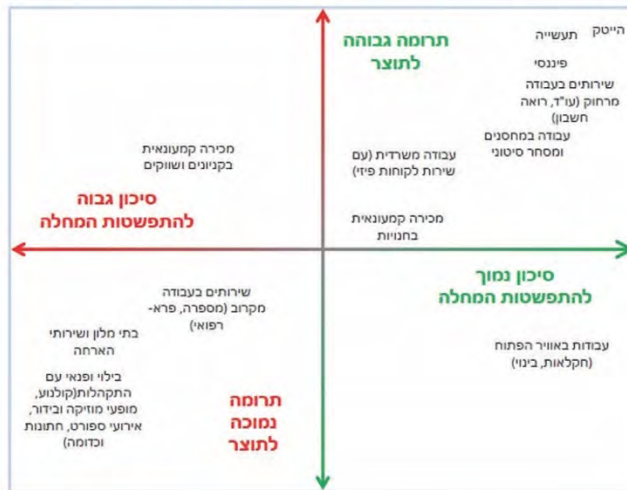 תרומה גבוהה
לתוצר
הייטק
תעשייה
פיננסי
שירותים בעבודה
מרחוק (עו"ד, רואה
חשבון)
עבודה במחסנים
ומסחר סיטוני
עבודה משרדית (עם
שירות לקוחות פיזי)
מכירה קמעונאית
בקניונים ושווקים
מכירה קמעונאית
בחנויות
סיכון גבוה
להתפשטות המחלה
סיכון נמוך
להתפשטות המחלה
שירותים בעבודה
מקרוב (מספרה, פרא-
רפואי)
בתי מלון ושירותי
הארחה
בילוי ופנאי עם
התקהלות(קולנוע,
מופעי מוזיקה ובידור,
אירועי ספורט, חתונות
וכדומה)
עבודות באוויר הפתוח
(חקלאות, בינוי)
תרומה
נמוכה
לתוצר